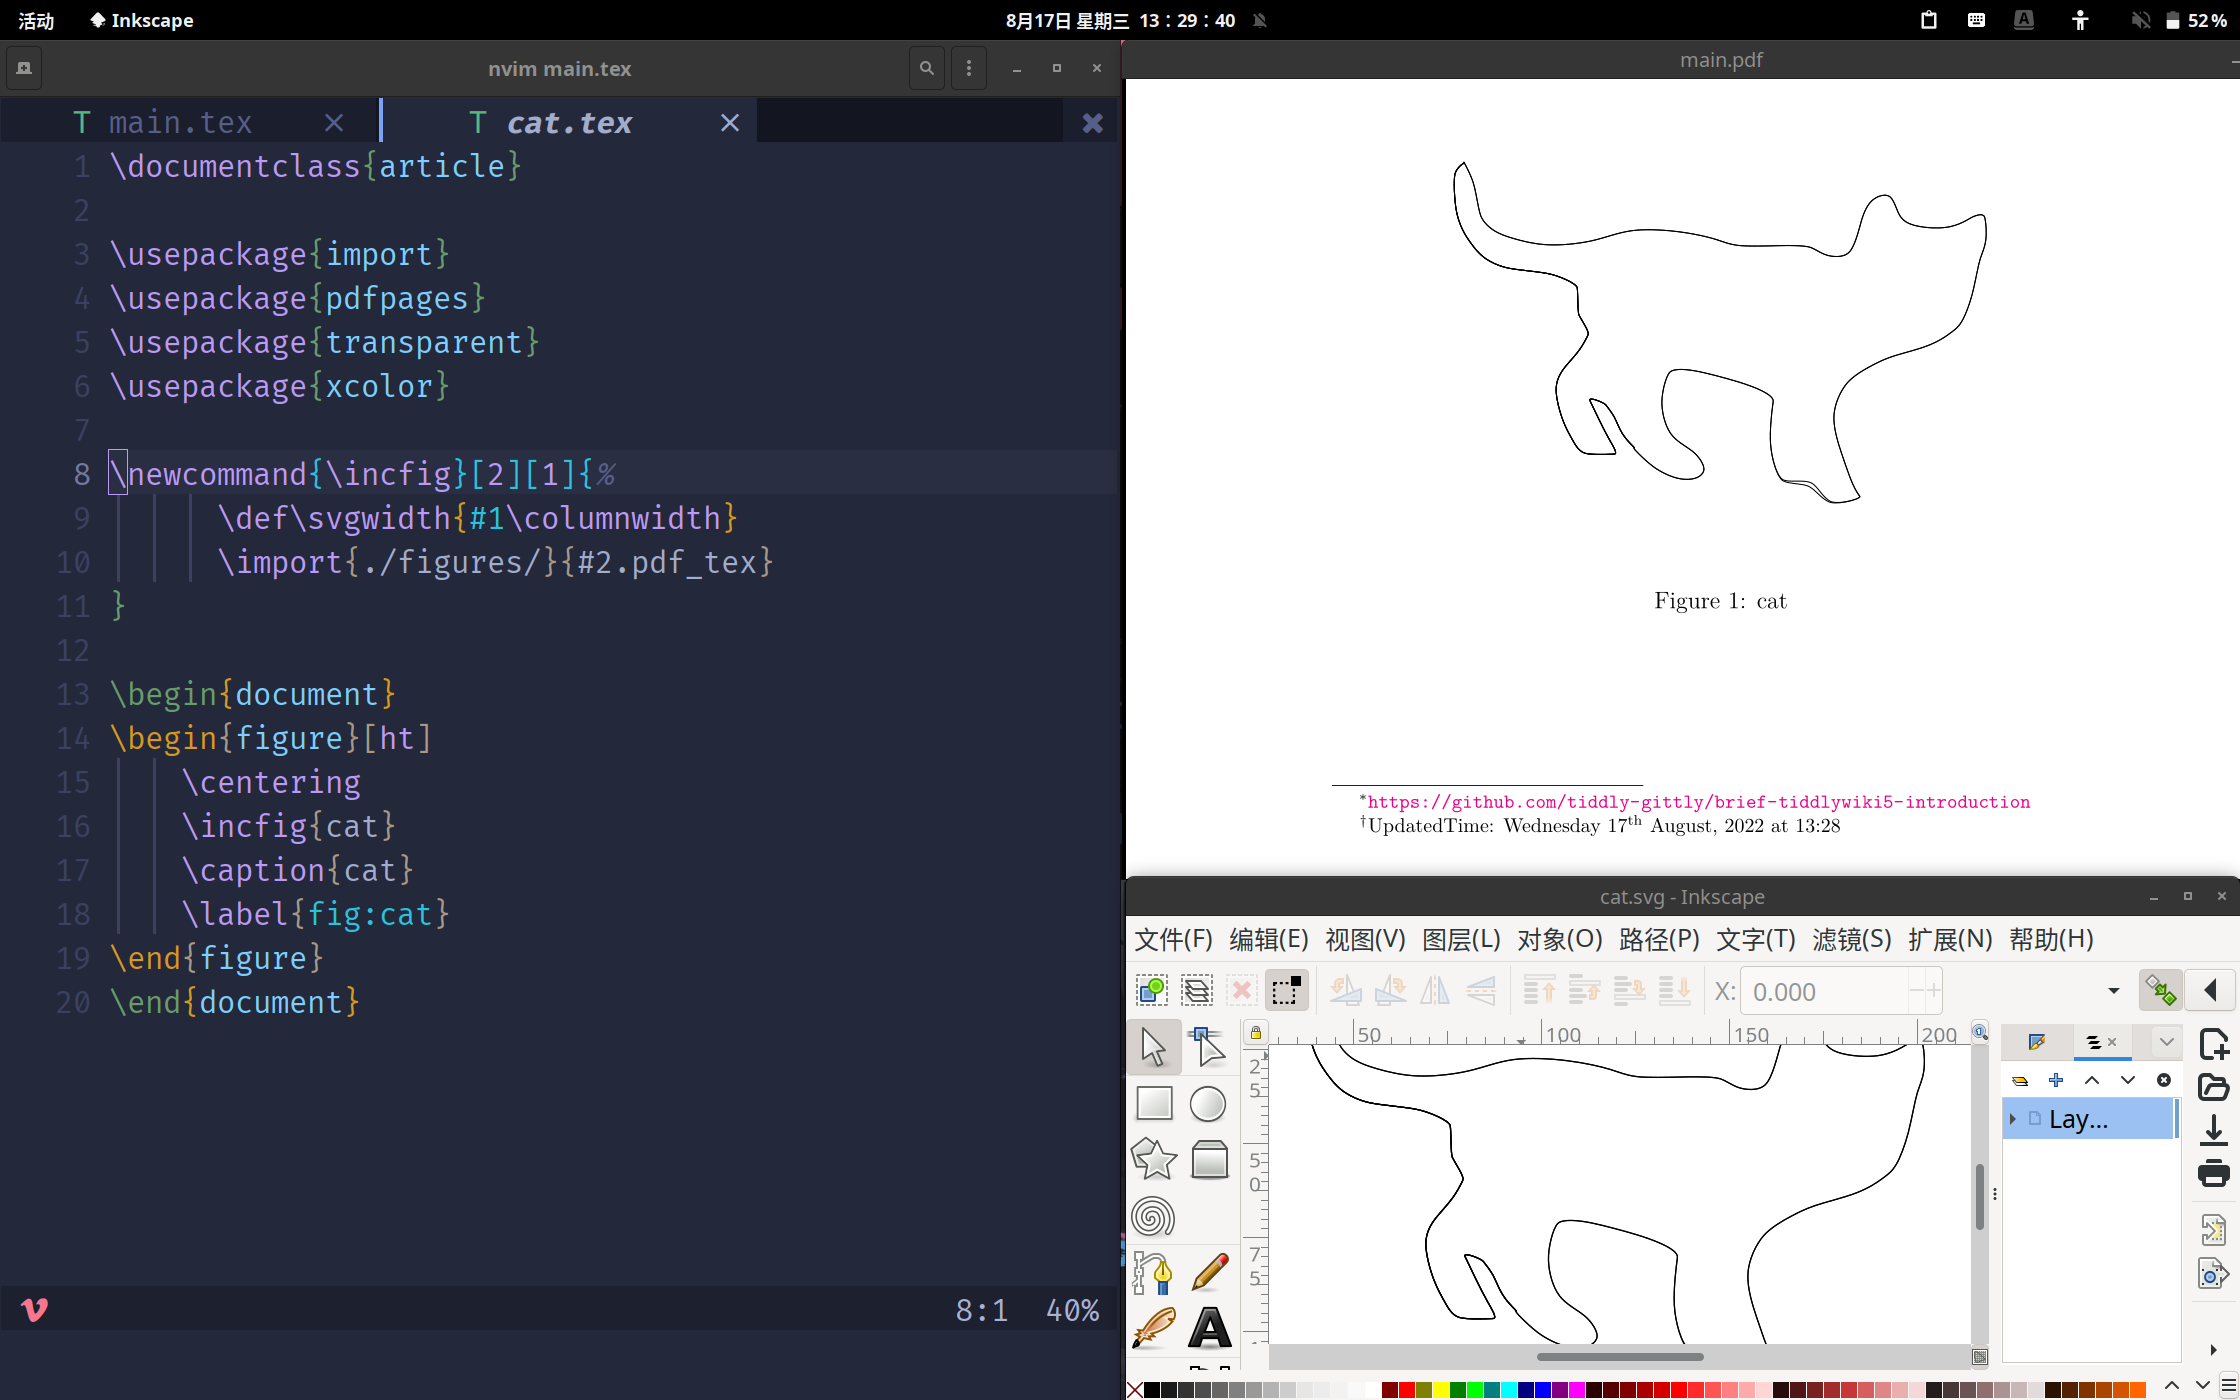 活动 Inkscape 8月17日 星期三 13：29：40 52%
nvim main.tex
main.tex cat.tex
1 \documentclass{article}
2
3 \usepackage{import}
4 \usepackage{pdfpages}
5 \usepackage{transparent}
6 \usepackage{xcolor}
7
8 \newcommand{\incfig}[2][1]{%
9 \def\svgwidth{#1\columnwidth}
10 \import{./figures/}{#2.pdf_tex}
11 }
12
13 \begin{document}
14 \begin{figure}[ht]
15 \centering
16 \incfig{cat}
17 \caption{cat}
18 \label{fig:cat}
19 \end{figure}
20 \end{document}
8:1 40%
main.pdf
Figure 1: cat
*https://github.com/tiddly-gittly/brief-tiddlywiki5-introduction
†UpdatedTime: Wednesday 17th August, 2022 at 13:28
cat.svg - Inkscape
文件(F) 编辑(E) 视图(V) 图层(L) 对象(O) 路径(P) 文字(T) 滤镜(S) 扩展(N) 帮助(H)
X: 0.000
50 100 150 200
25
50
75
Lay...